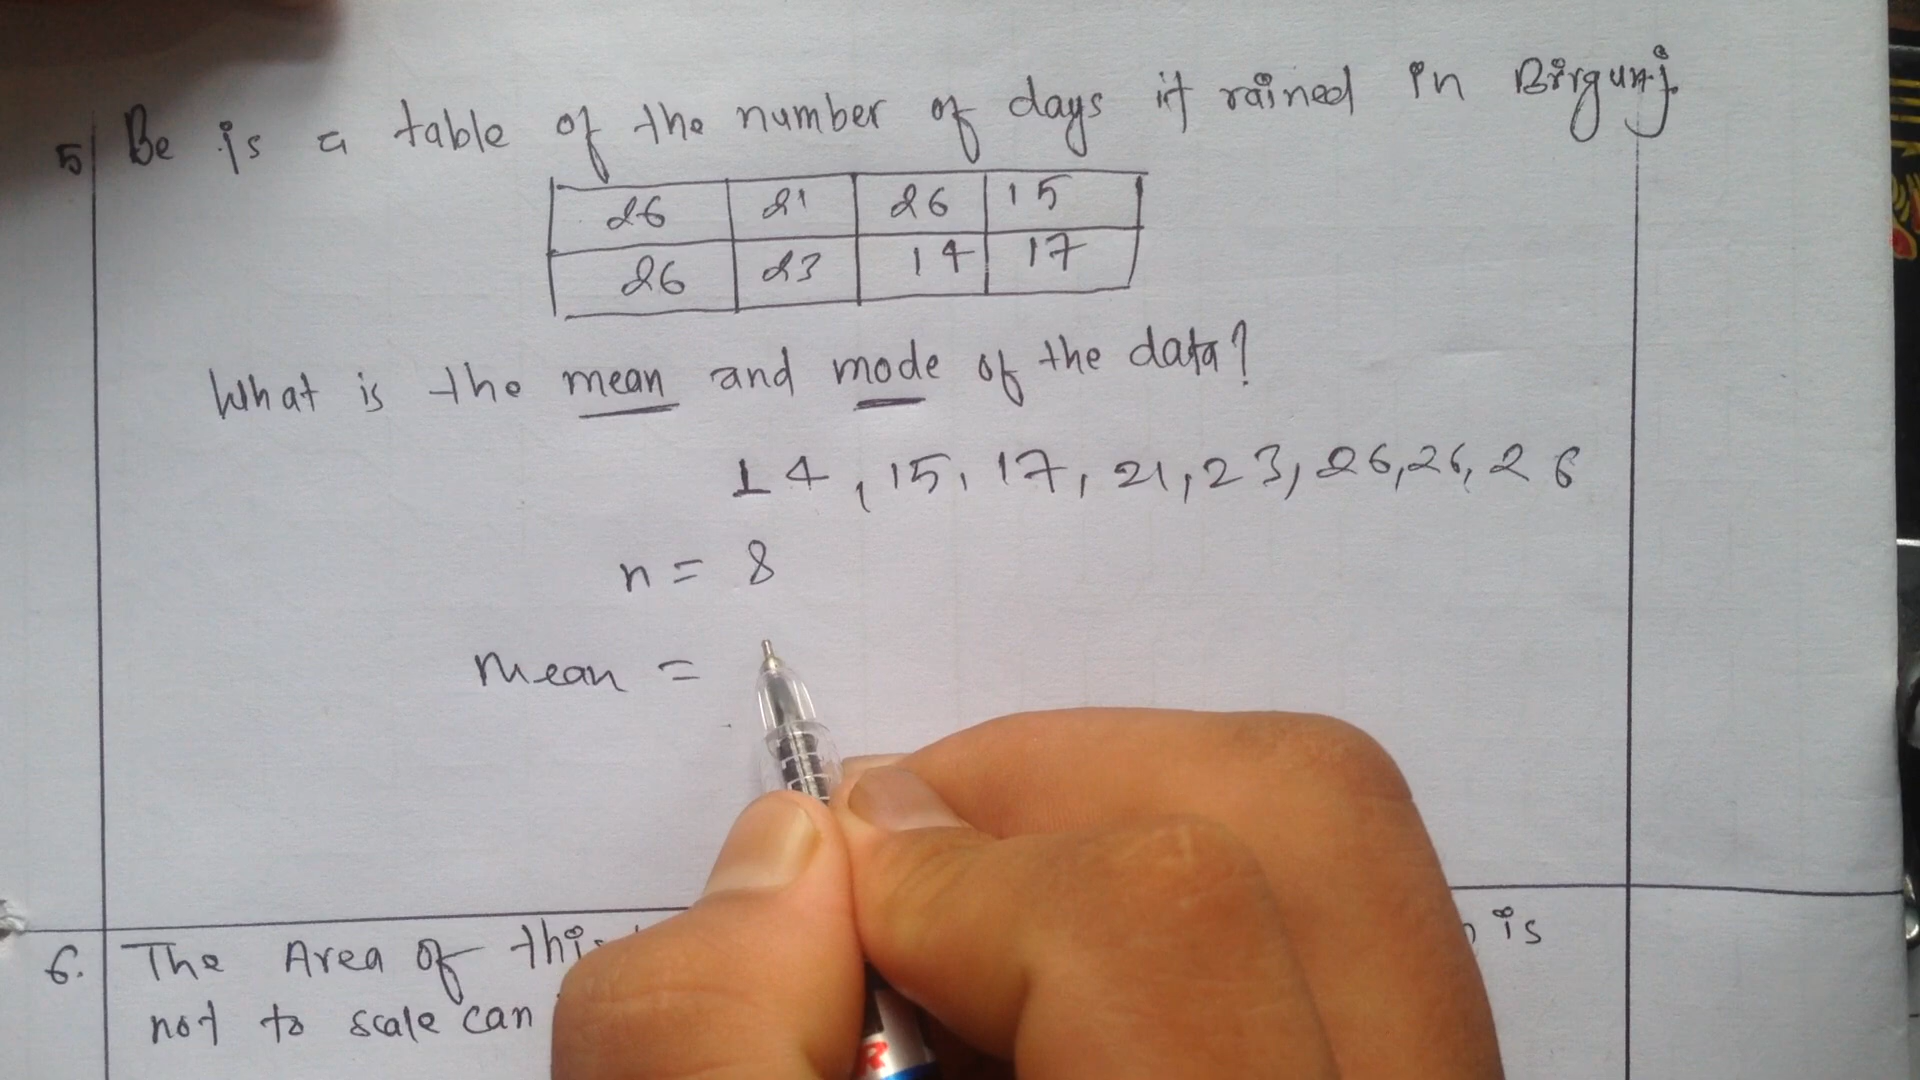 5 Be is a table of the number of days it rained in Birgunj.
26 21 26 15
26 23 14 17
What is the mean and mode of the data?
14, 15, 17, 21, 23, 26, 26, 26
n = 8
mean =
6. The Area of this is
not to scale can
R